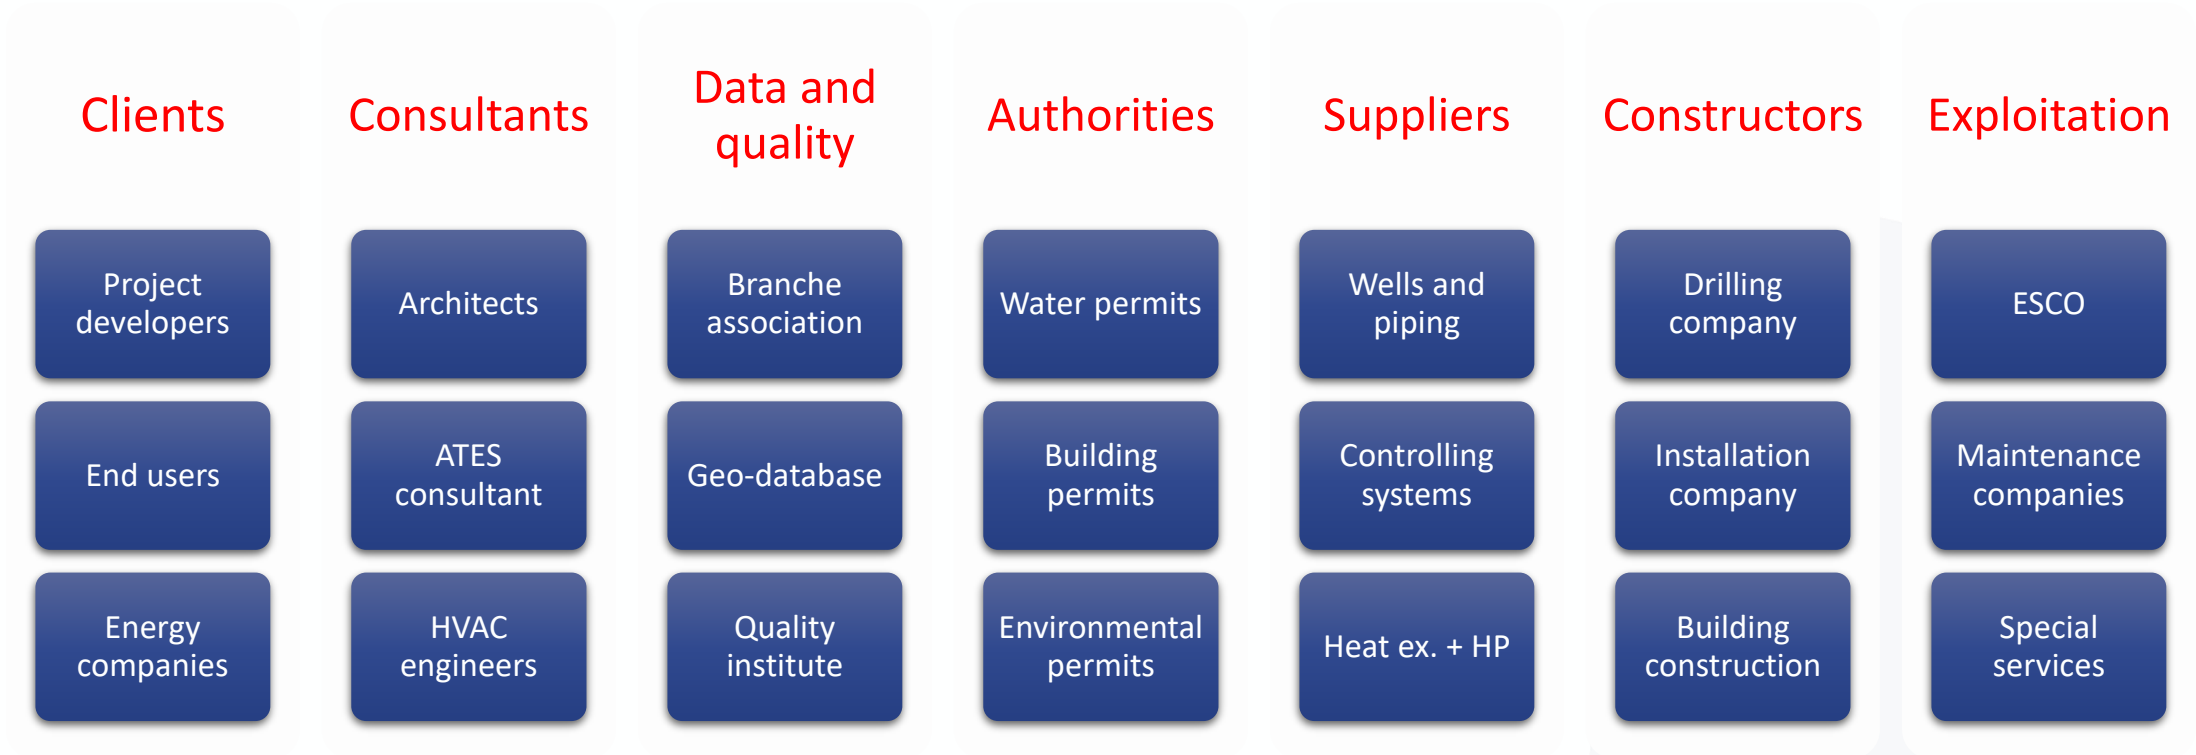 Clients
Consultants
Data and
quality
Authorities
Suppliers
Constructors
Exploitation
Project
developers
Architects
Branche
association
Water permits
Wells and
piping
Drilling
company
ESCO
End users
ATES
consultant
Geo-database
Building
permits
Controlling
systems
Installation
company
Maintenance
companies
Energy
companies
HVAC
engineers
Quality
institute
Environmental
permits
Heat ex. + HP
Building
construction
Special
services